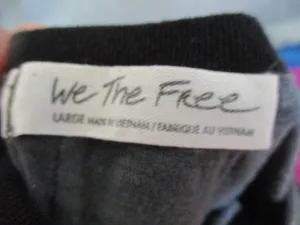 We The Free
LARGE MADE IN VIETNAM / FABRIQUE AU VIETNAM